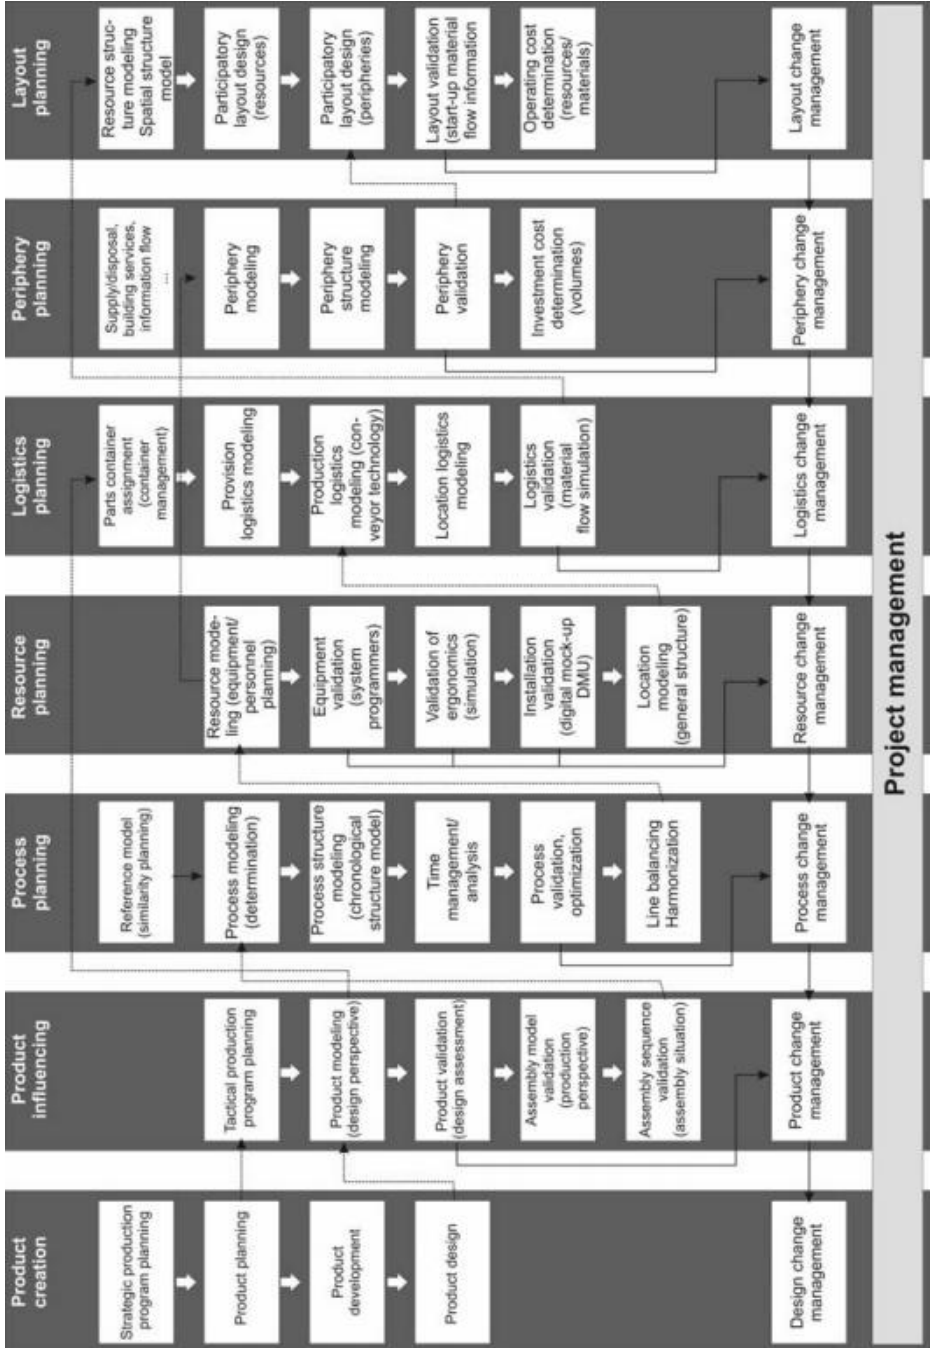 Product
creation
Strategic production
program planning
Product planning
Product
development
Product design
Design change
management
Product
influencing
Tactical production
program planning
Product modeling
(design perspective)
Product validation
(design assessment)
Assembly model
validation
(production
perspective)
Assembly sequence
validation
(assembly situation)
Product change
management
Process
planning
Reference model
(similarity planning)
Process modeling
(determination)
Process structure
modeling
(chronological
structure model)
Time
management/
analysis
Process
validation,
optimization
Line balancing
Harmonization
Process change
management
Resource
planning
Resource mode-
ling (equipment/
personnel
planning)
Equipment
validation
(system
programmers)
Validation of
ergonomics
(simulation)
Installation
validation
(digital mock-up
DMU)
Location
modeling
(general structure)
Resource change
management
Logistics
planning
Parts container
assignment
(container
management)
Provision
logistics modeling
Production
logistics
modeling (con-
veyor technology)
Location logistics
modeling
Logistics
validation
(material
flow simulation)
Logistics change
management
Periphery
planning
Supply/disposal,
building services,
information flow
...
Periphery
modeling
Periphery
structure
modeling
Periphery
validation
Investment cost
determination
(volumes)
Periphery change
management
Layout
planning
Resource struc-
ture modeling
Spatial structure
model
Participatory
layout design
(resources)
Participatory
layout design
(peripheries)
Layout validation
(start-up material
flow information
Operating cost
determination
(resources/
materials)
Layout change
management
Project management